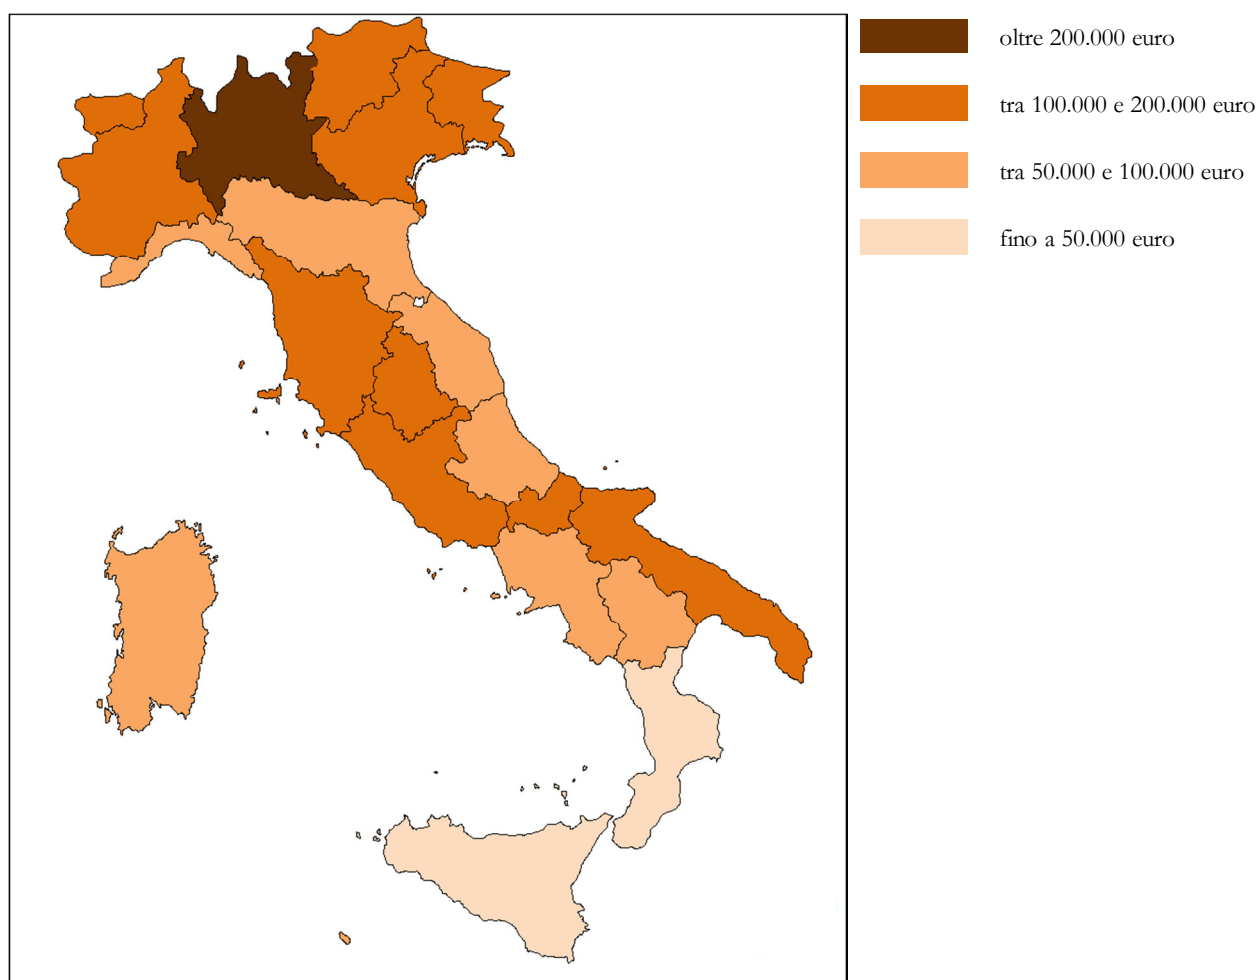 oltre 200.000 euro
tra 100.000 e 200.000 euro
tra 50.000 e 100.000 euro
fino a 50.000 euro